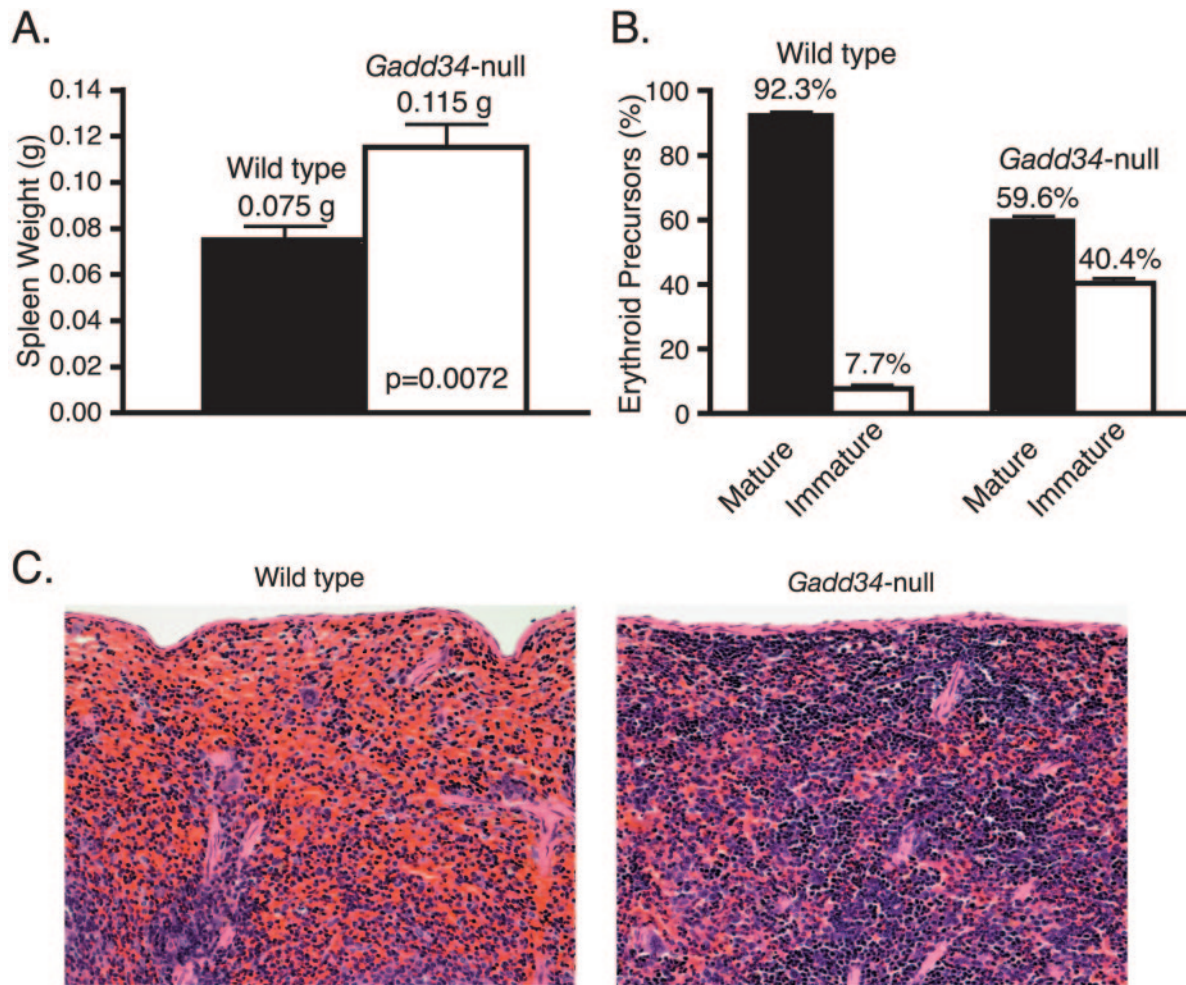 A.
Gadd34-null
0.115 g
Wild type
0.075 g
p=0.0072
Spleen Weight (g)
0.14
0.12
0.10
0.08
0.06
0.04
0.02
0.00
B.
Wild type
92.3%
7.7%
Gadd34-null
59.6%
40.4%
Erythroid Precursors (%)
100
80
60
40
20
0
Mature
Immature
Mature
Immature
C.
Wild type
Gadd34-null